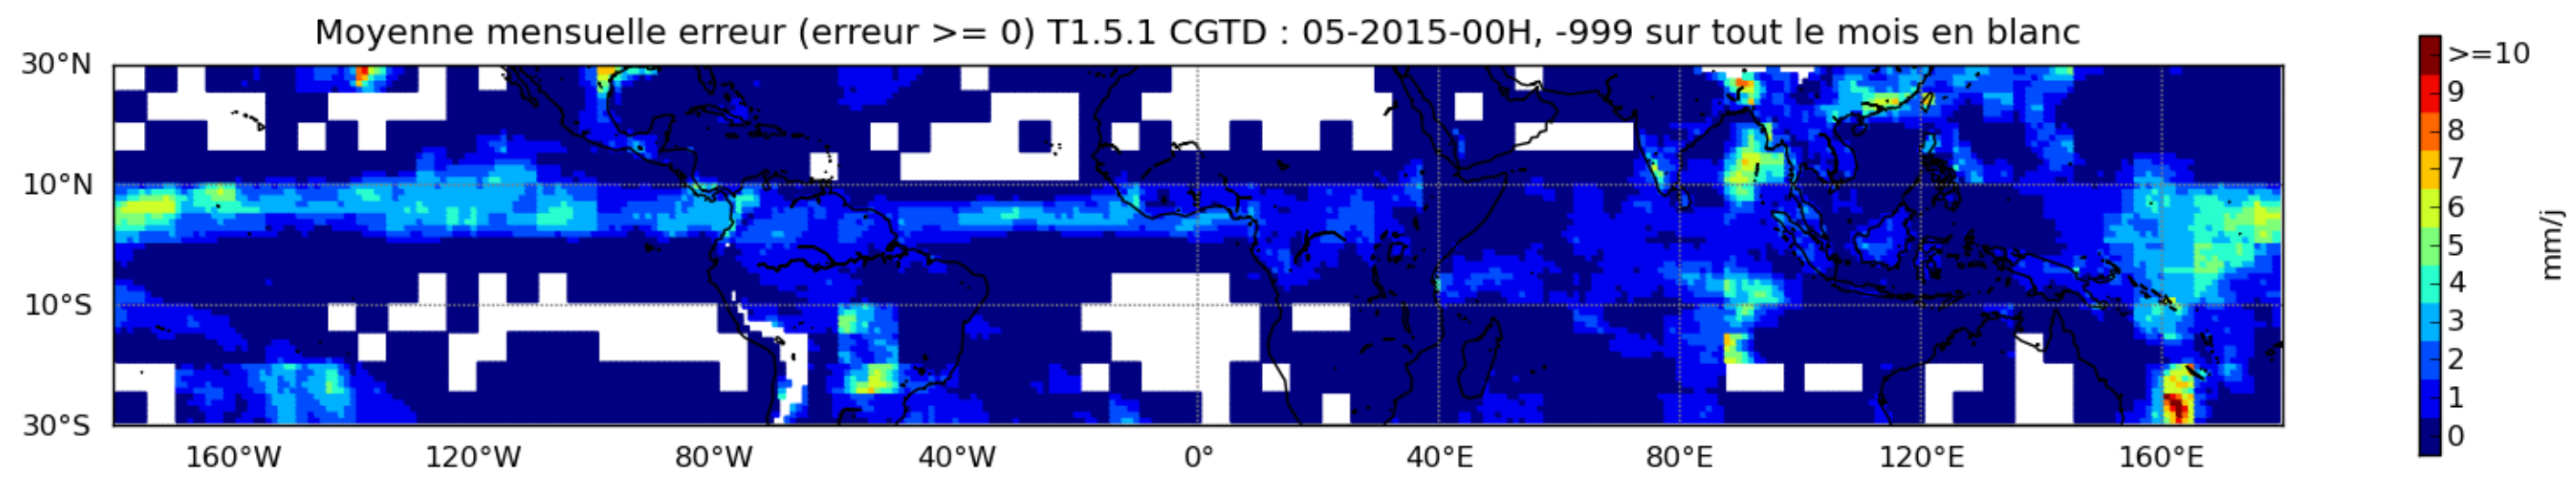 Moyenne mensuelle erreur (erreur >= 0) T1.5.1 CGTD : 05-2015-00H, -999 sur tout le mois en blanc
30°N
10°N
10°S
30°S
160°W 120°W 80°W 40°W 0° 40°E 80°E 120°E 160°E
>=10
9
8
7
6
5
4
3
2
1
0
mm/j